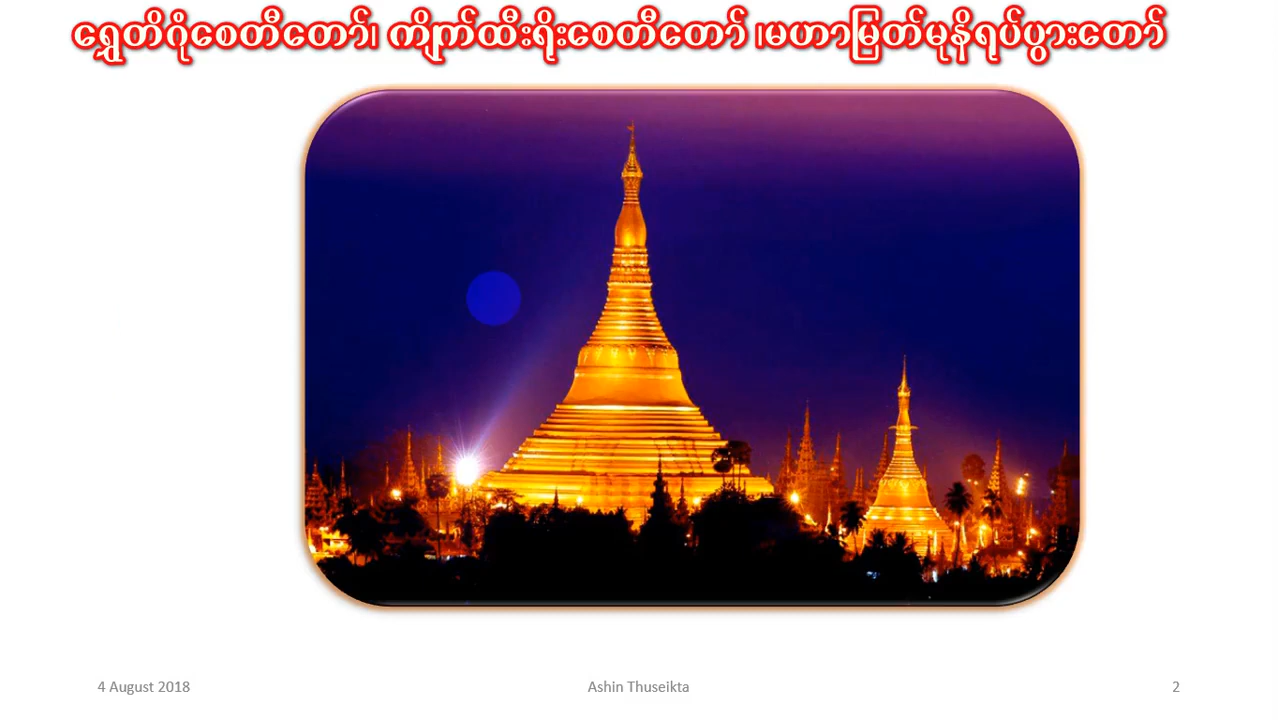 ရွှေတိဂုံစေတီတော်၊ ကျိုက်ထီးရိုးစေတီတော် ၊မဟာမြတ်မုနိရုပ်ပွားတော်
4 August 2018
Ashin Thuseikta
2